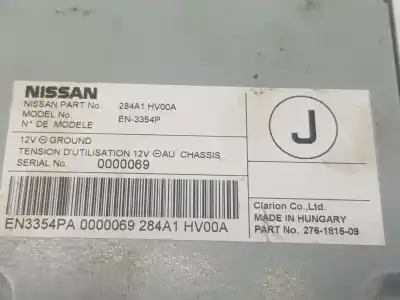 NISSAN
NISSAN PART No. 284A1 HV00A
MODEL No. EN-3354P
N° DE MODELE
J
12V ⊖ GROUND
TENSION D'UTILISATION 12V ⊖ AU CHASSIS
SERIAL No. 0000069
Clarion Co.,Ltd.
MADE IN HUNGARY
PART No. 276-1815-09
EN3354PA 0000069 284A1 HV00A